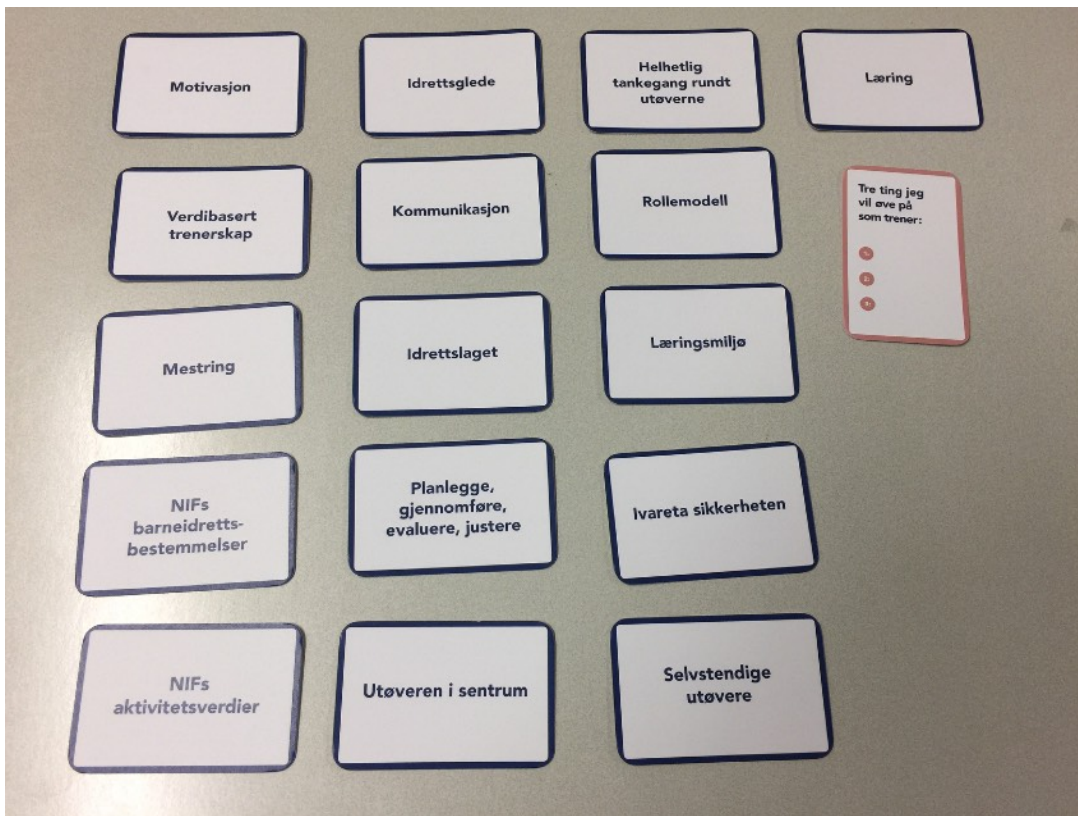 Motivasjon
Idrettsglede
Helhetlig
tankegang rundt
utøverne
Læring
Verdibasert
trenerskap
Kommunikasjon
Rollemodell
Tre ting jeg
vil øve på
som trener:
Mestring
Idrettslaget
Læringsmiljø
NIFs
barneidretts-
bestemmelser
Planlegge,
gjennomføre,
evaluere, justere
Ivareta sikkerheten
NIFs
aktivitetsverdier
Utøveren i sentrum
Selvstendige
utøvere